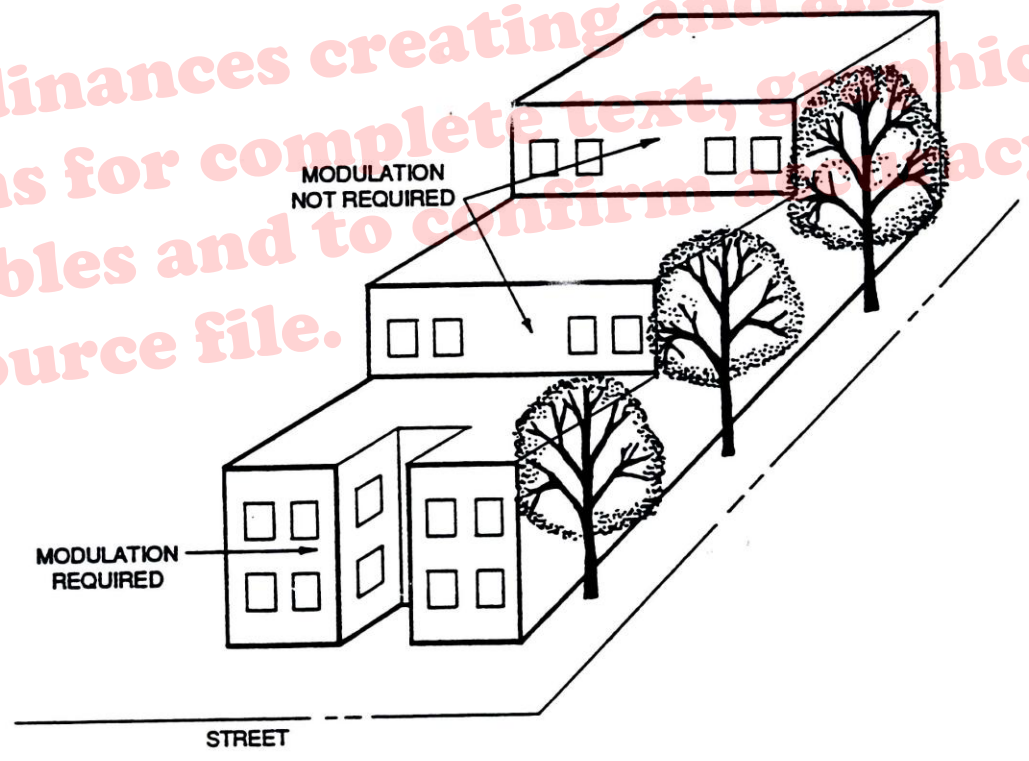 dinances creating and
ns for complete text, graphic
bles and to confirm accuracy
ource file.
MODULATION
NOT REQUIRED
MODULATION
REQUIRED
STREET